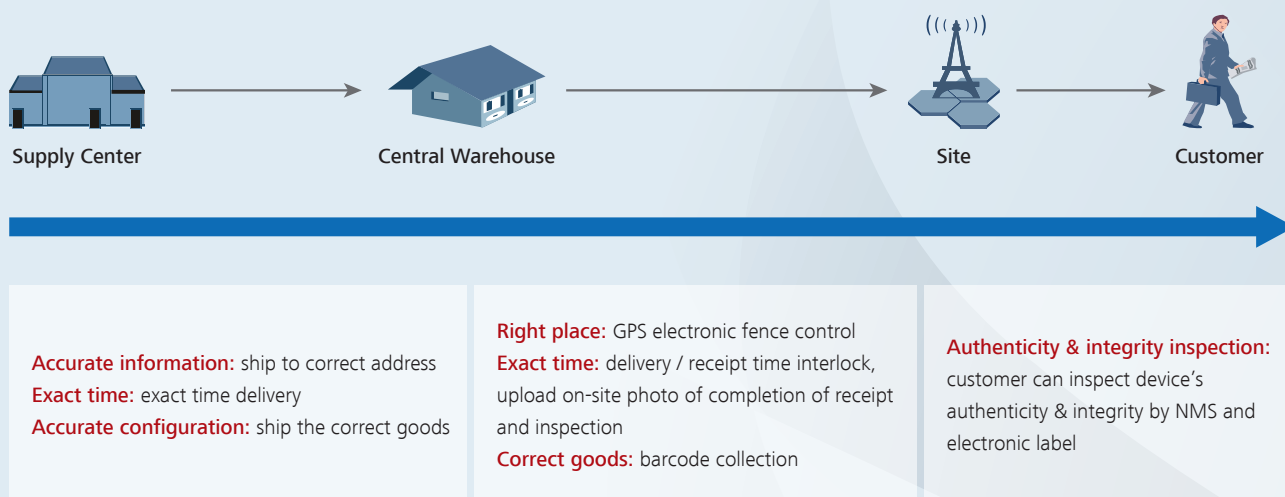 Supply Center
Central Warehouse
Site
Customer
Accurate information: ship to correct address
Exact time: exact time delivery
Accurate configuration: ship the correct goods
Right place: GPS electronic fence control
Exact time: delivery / receipt time interlock,
upload on-site photo of completion of receipt
and inspection
Correct goods: barcode collection
Authenticity & integrity inspection:
customer can inspect device’s
authenticity & integrity by NMS and
electronic label